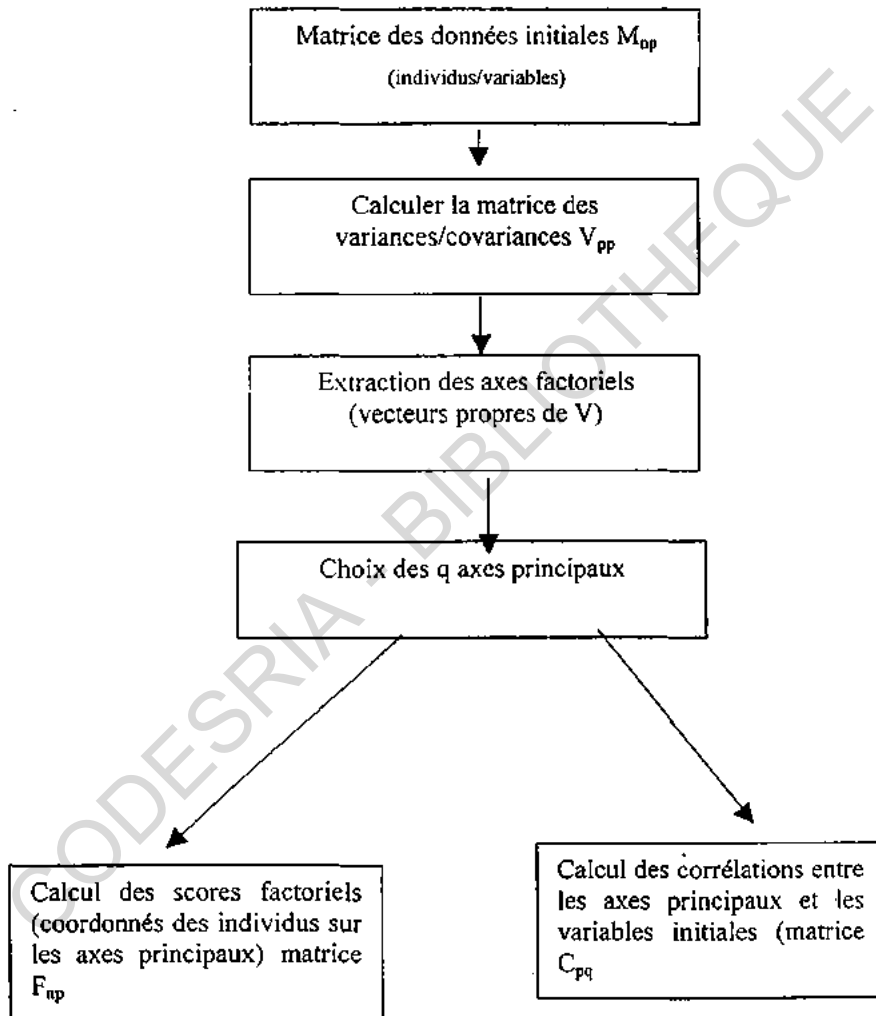 Matrice des données initiales Mnp
(individus/variables)
Calculer la matrice des
variances/covariances Vpp
Extraction des axes factoriels
(vecteurs propres de V)
Choix des q axes principaux
Calcul des scores factoriels
(coordonnés des individus sur
les axes principaux) matrice
Fnp
Calcul des corrélations entre
les axes principaux et les
variables initiales (matrice
Cpq
CODESRIA - BIBLIOTHEQUE